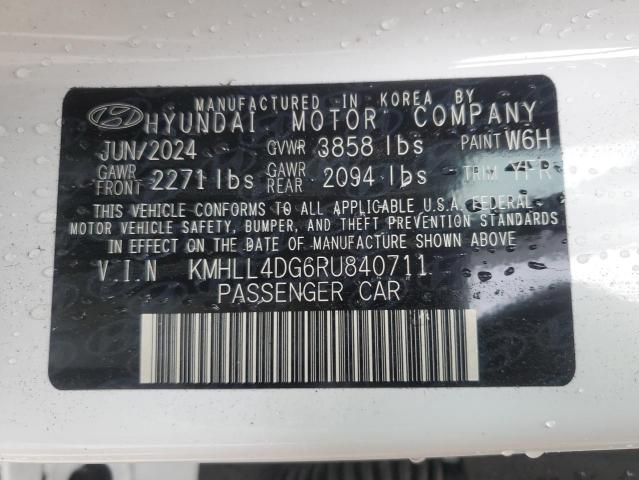 MANUFACTURED IN KOREA BY
HYUNDAI MOTOR COMPANY
JUN/2024 GVWR 3858 lbs PAINT W6H
GAWR FRONT 2271 lbs GAWR REAR 2094 lbs TRIM YFR
THIS VEHICLE CONFORMS TO ALL APPLICABLE U.S.A. FEDERAL
MOTOR VEHICLE SAFETY, BUMPER, AND THEFT PREVENTION STANDARDS
IN EFFECT ON THE DATE OF MANUFACTURE SHOWN ABOVE
V.I.N KMHLL4DG6RU840711
PASSENGER CAR